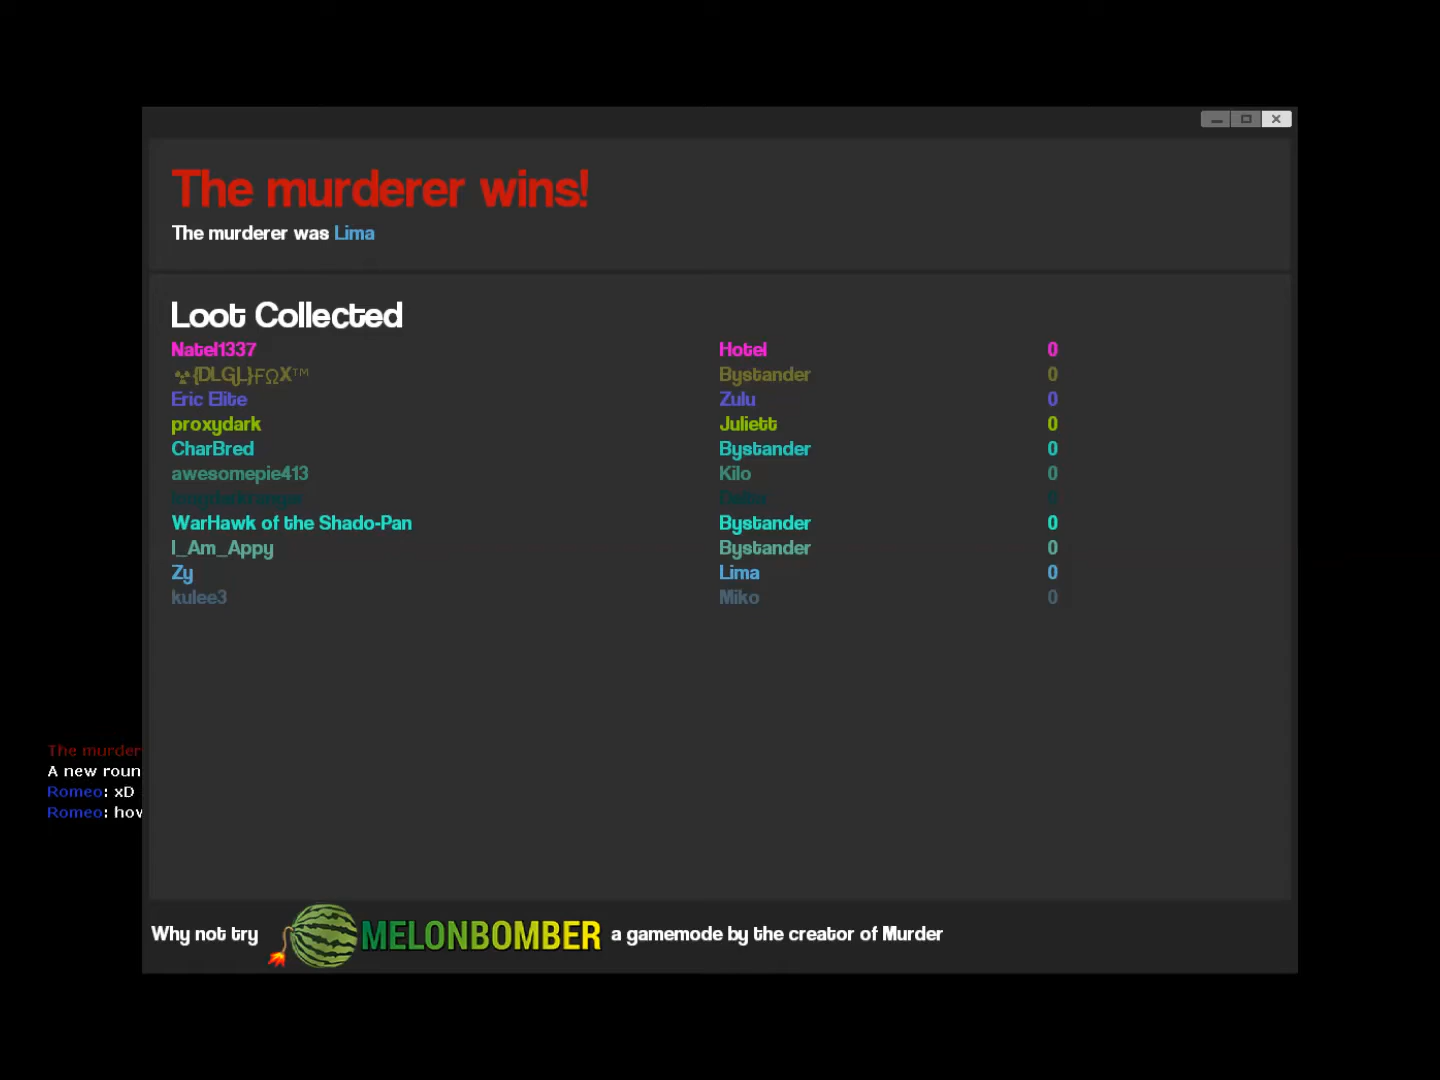 The murderer wins!
The murderer was Lima
Loot Collected
Natel1337 Hotel 0
☢{DLGL}ҒΩX™ Bystander 0
Eric Elite Zulu 0
proxydark Juliett 0
CharBred Bystander 0
awesomepie413 Kilo 0
WarHawk of the Shado-Pan Bystander 0
I_Am_Appy Bystander 0
Zy Lima 0
kulee3 Miko 0
The murder
A new roun
Romeo: xD
Romeo: how
Why not try MELONBOMBER a gamemode by the creator of Murder